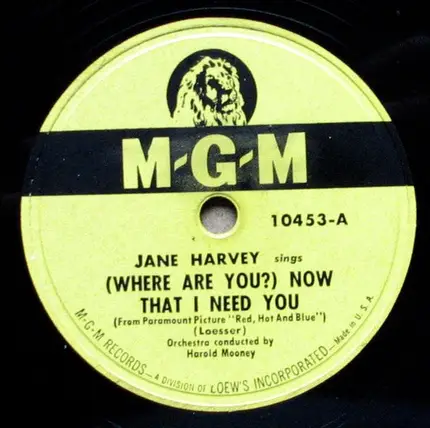 M-G-M
10453-A
JANE HARVEY sings
(WHERE ARE YOU?) NOW
THAT I NEED YOU
(From Paramount Picture "Red, Hot And Blue")
(Loesser)
Orchestra conducted by
Harold Mooney
M-G-M RECORDS—A DIVISION OF LOEW'S INCORPORATED—Made in U.S.A.